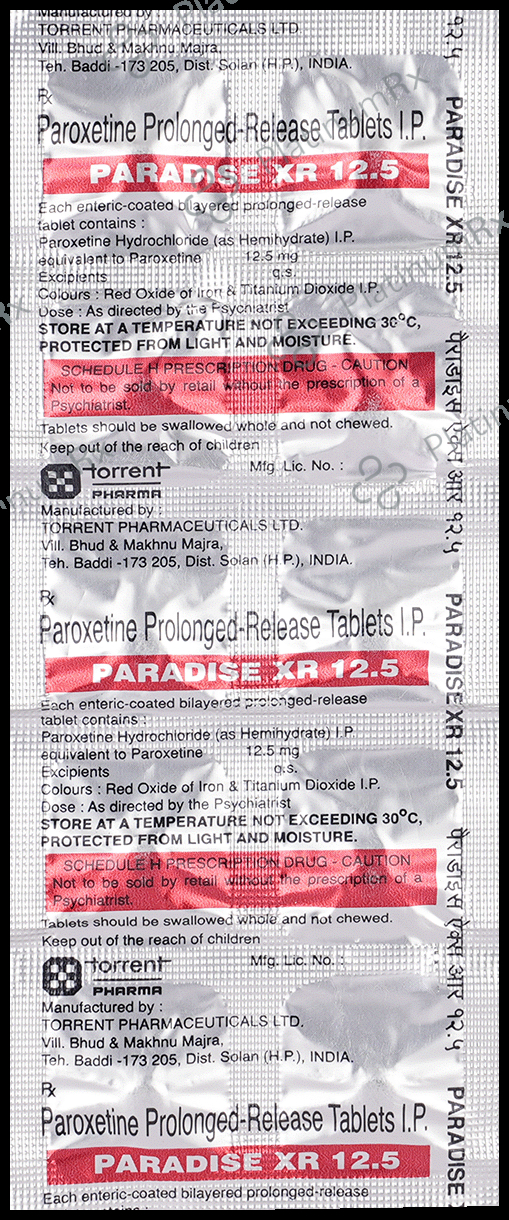 Manufactured by :
TORRENT PHARMACEUTICALS LTD.
Vill. Bhud & Makhnu Majra,
Teh. Baddi -173 205, Dist. Solan (H.P.), INDIA.
Rx
Paroxetine Prolonged-Release Tablets I.P.
PARADISE XR 12.5
Each enteric-coated bilayered prolonged-release
tablet contains :
Paroxetine Hydrochloride (as Hemihydrate) I.P.
equivalent to Paroxetine 12.5 mg
Excipients q.s.
Colours : Red Oxide of Iron & Titanium Dioxide I.P.
Dose : As directed by the Psychiatrist
STORE AT A TEMPERATURE NOT EXCEEDING 30°C,
PROTECTED FROM LIGHT AND MOISTURE.
SCHEDULE H PRESCRIPTION DRUG - CAUTION
Not to be sold by retail without the prescription of a
Psychiatrist.
Tablets should be swallowed whole and not chewed.
Keep out of the reach of children
torrent Mfg. Lic. No. :
PHARMA
Manufactured by :
TORRENT PHARMACEUTICALS LTD.
Vill. Bhud & Makhnu Majra,
Teh. Baddi -173 205, Dist. Solan (H.P.), INDIA.
Rx
Paroxetine Prolonged-Release Tablets I.P.
PARADISE XR 12.5
Each enteric-coated bilayered prolonged-release
tablet contains :
Paroxetine Hydrochloride (as Hemihydrate) I.P.
equivalent to Paroxetine 12.5 mg
Excipients q.s.
Colours : Red Oxide of Iron & Titanium Dioxide I.P.
Dose : As directed by the Psychiatrist
STORE AT A TEMPERATURE NOT EXCEEDING 30°C,
PROTECTED FROM LIGHT AND MOISTURE.
SCHEDULE H PRESCRIPTION DRUG - CAUTION
Not to be sold by retail without the prescription of a
Psychiatrist.
Tablets should be swallowed whole and not chewed.
Keep out of the reach of children
torrent Mfg. Lic. No. :
PHARMA
Manufactured by :
TORRENT PHARMACEUTICALS LTD.
Vill. Bhud & Makhnu Majra,
Teh. Baddi -173 205, Dist. Solan (H.P.), INDIA.
Rx
Paroxetine Prolonged-Release Tablets I.P.
PARADISE XR 12.5
Each enteric-coated bilayered prolonged-release
१२.५ PARADISE XR 12.5 पैराडाइस एक्स आर १२.५ PARADISE XR 12.5 पैराडाइस एक्स आर १२.५ PARADISE
PlatinumRx